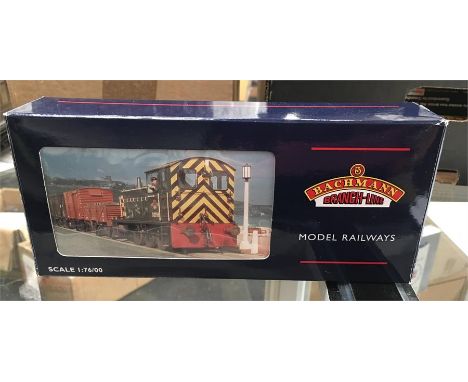 BACHMANN
BRANCH-LINE
MODEL RAILWAYS
SCALE 1:76/00